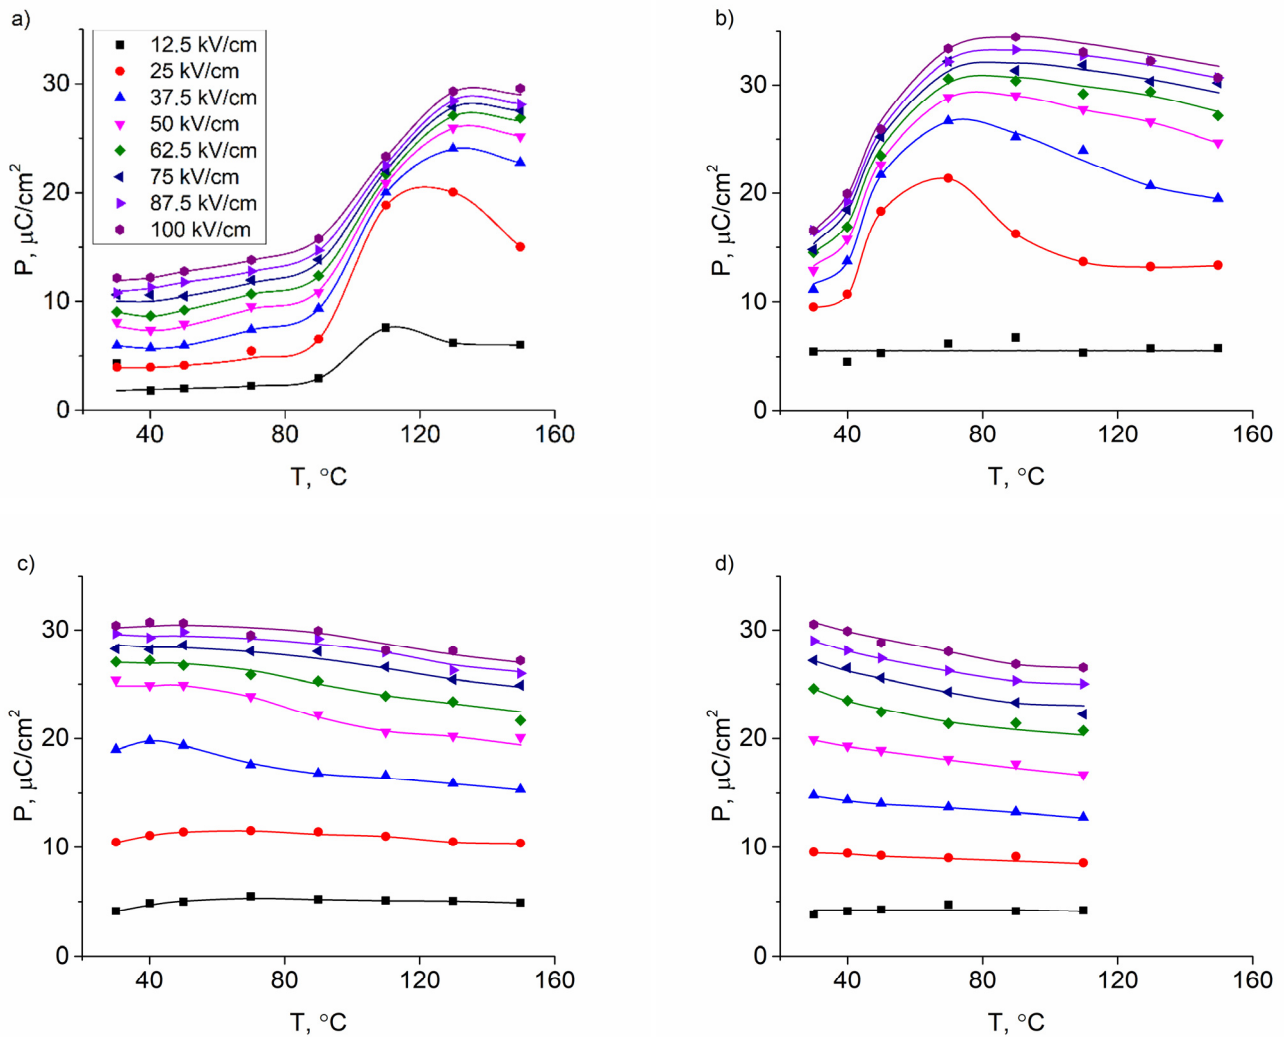 a)
12.5 kV/cm
25 kV/cm
37.5 kV/cm
50 kV/cm
62.5 kV/cm
75 kV/cm
87.5 kV/cm
100 kV/cm
30
20
10
0
P, μC/cm²
40
80
120
160
T, °C
b)
30
20
10
0
P, μC/cm²
40
80
120
160
T, °C
c)
30
20
10
0
P, μC/cm²
40
80
120
160
T, °C
d)
30
20
10
0
P, μC/cm²
40
80
120
160
T, °C